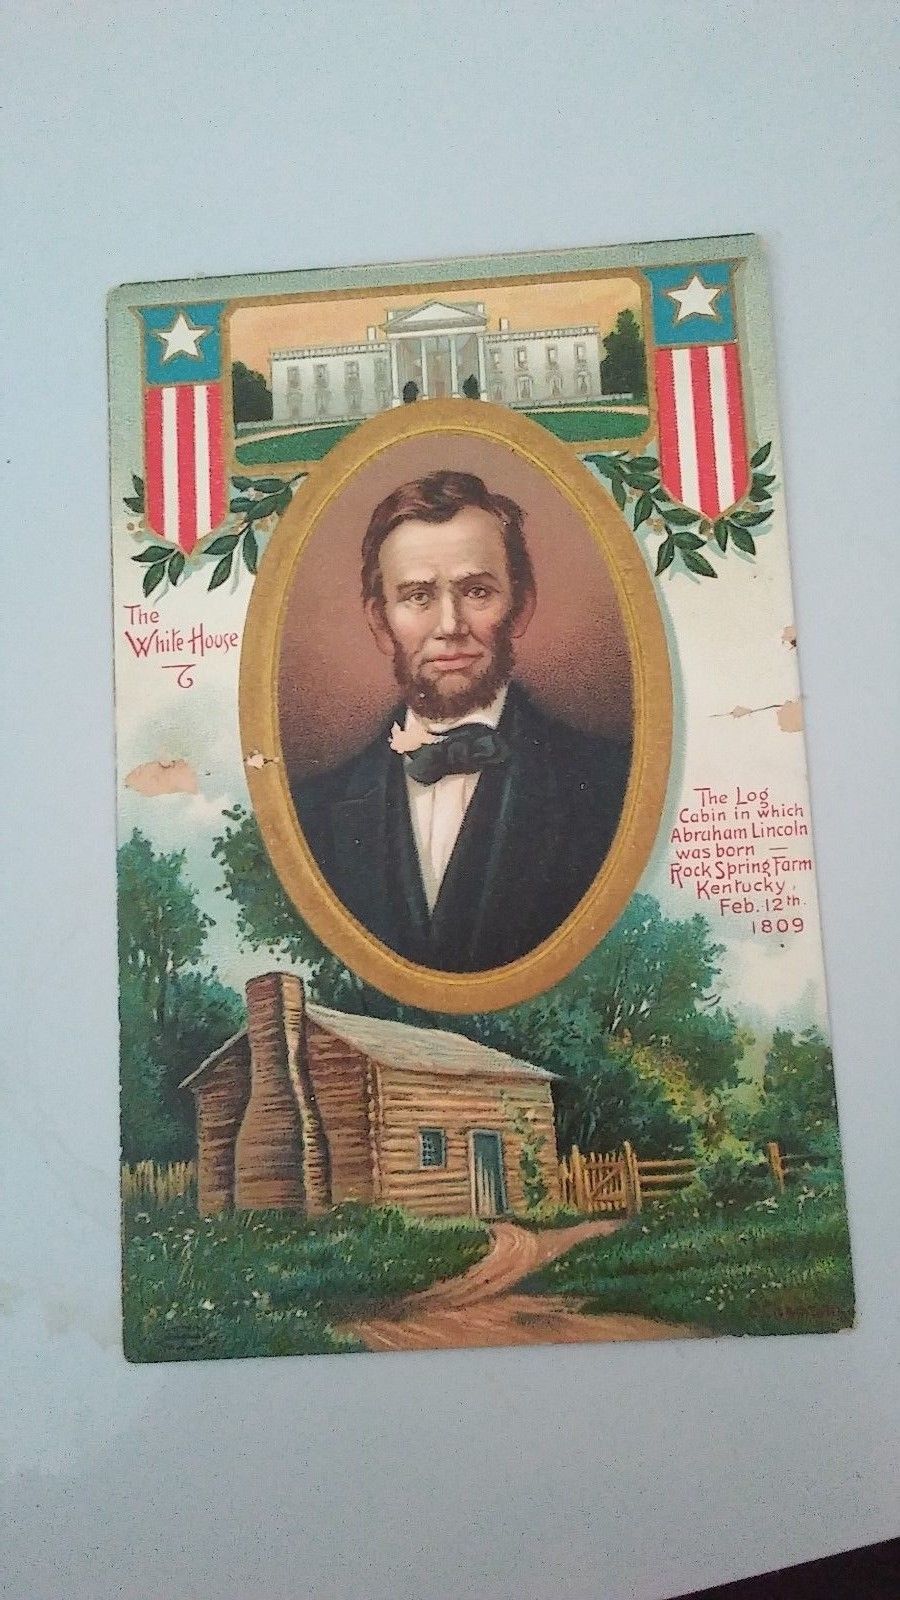 The
White House
The Log
Cabin in which
Abraham Lincoln
was born —
Rock Spring Farm
Kentucky,
Feb. 12th.
1809